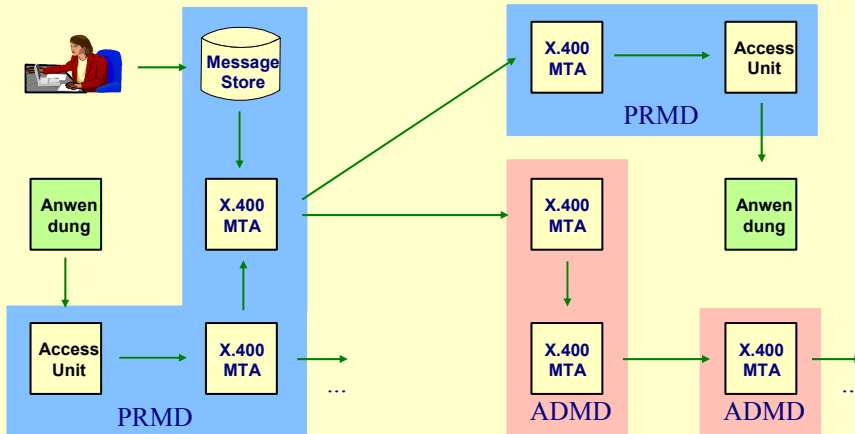 Message
Store
X.400
MTA
Access
Unit
PRMD
Anwen
dung
X.400
MTA
X.400
MTA
Anwen
dung
Access
Unit
X.400
MTA
...
X.400
MTA
X.400
MTA
...
PRMD
ADMD
ADMD